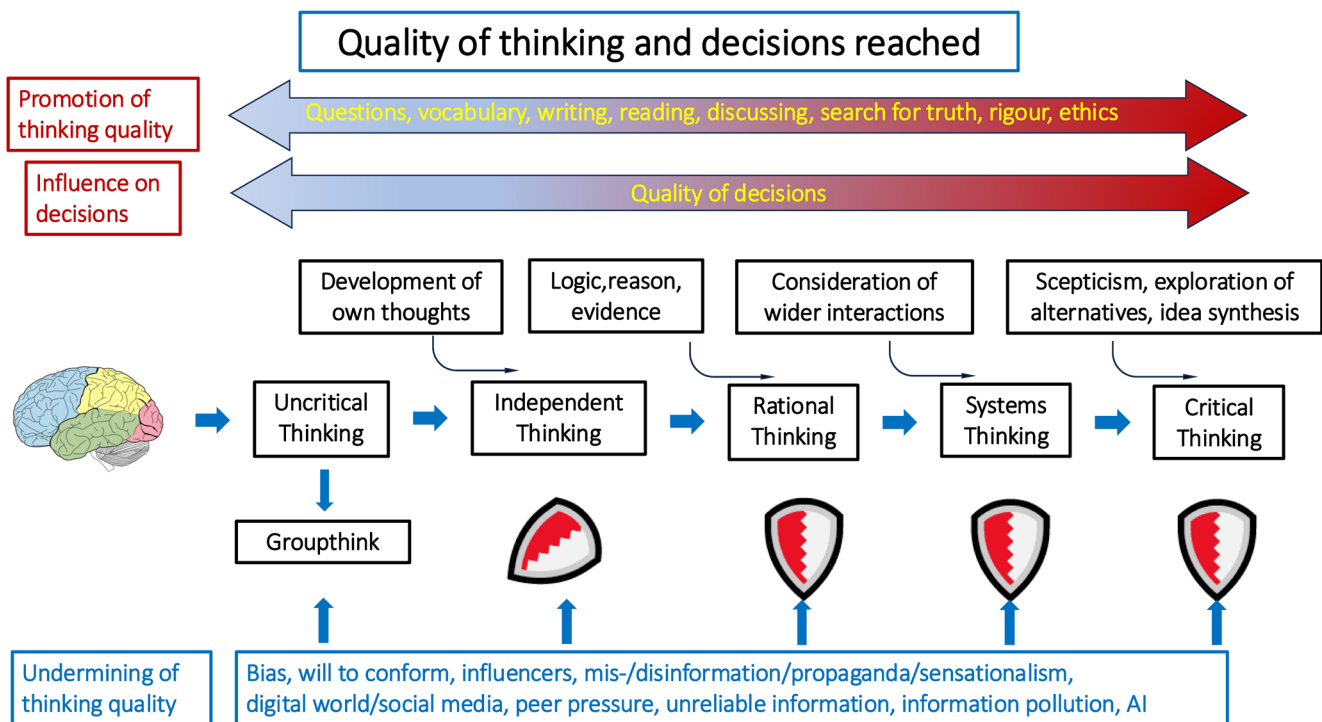 Quality of thinking and decisions reached
Promotion of
thinking quality
Questions, vocabulary, writing, reading, discussing, search for truth, rigour, ethics
Influence on
decisions
Quality of decisions
Development of
own thoughts
Logic,reason,
evidence
Consideration of
wider interactions
Scepticism, exploration of
alternatives, idea synthesis
Uncritical
Thinking
Independent
Thinking
Rational
Thinking
Systems
Thinking
Critical
Thinking
Groupthink
Undermining of
thinking quality
Bias, will to conform, influencers, mis-/disinformation/propaganda/sensationalism,
digital world/social media, peer pressure, unreliable information, information pollution, AI